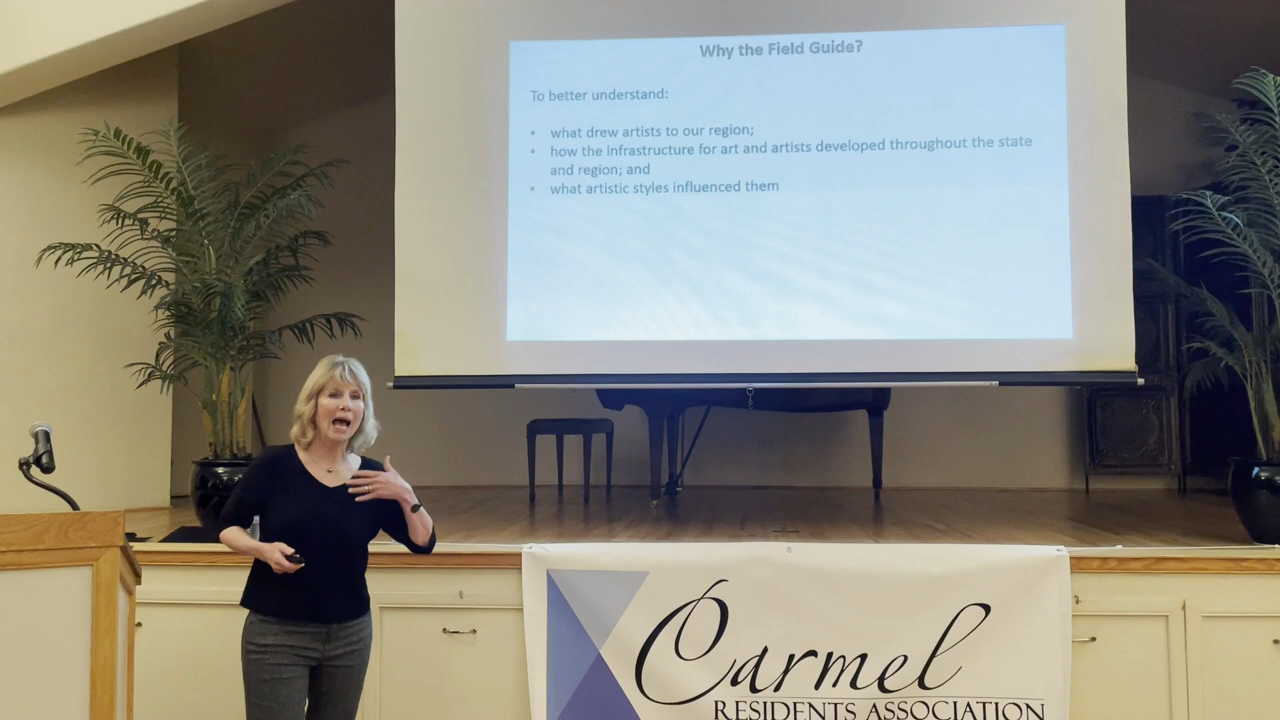 Why the Field Guide?
To better understand:
• what drew artists to our region;
• how the infrastructure for art and artists developed throughout the state
and region; and
• what artistic styles influenced them
Carmel
RESIDENTS ASSOCIATION